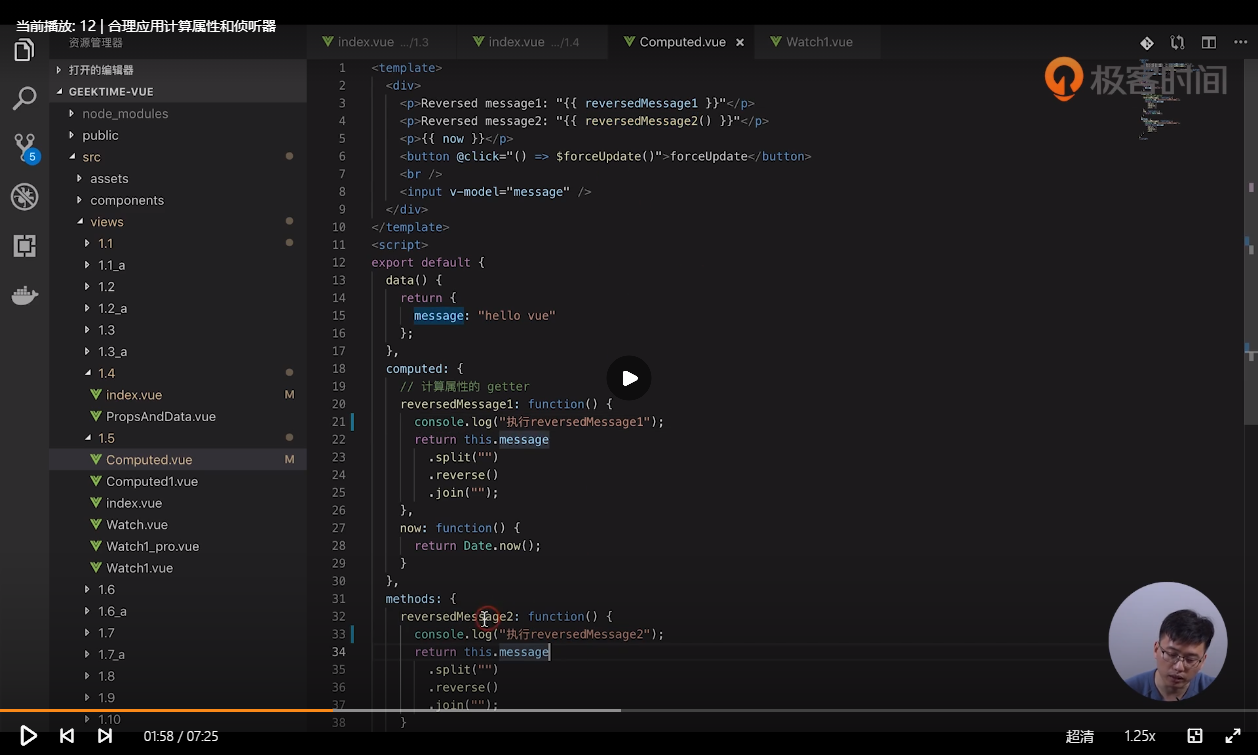 当前播放: 12 | 合理应用计算属性和侦听器
资源管理器
打开的编辑器
GEEKTIME-VUE
node_modules
public
5
src
assets
components
views
1.1
1.1_a
1.2
1.2_a
1.3
1.3_a
1.4
index.vue M
PropsAndData.vue
1.5
Computed.vue M
Computed1.vue
index.vue
Watch.vue
Watch1_pro.vue
Watch1.vue
1.6
1.6_a
1.7
1.7_a
1.8
1.9
1.10
index.vue .../1.3 index.vue .../1.4 Computed.vue × Watch1.vue ...
极客时间
1 <template>
2 <div>
3 <p>Reversed message1: "{{ reversedMessage1 }}"</p>
4 <p>Reversed message2: "{{ reversedMessage2() }}"</p>
5 <p>{{ now }}</p>
6 <button @click="() => $forceUpdate()">forceUpdate</button>
7 <br />
8 <input v-model="message" />
9 </div>
10 </template>
11 <script>
12 export default {
13 data() {
14 return {
15 message: "hello vue"
16 };
17 },
18 computed: {
19 // 计算属性的 getter
20 reversedMessage1: function() {
21 console.log("执行reversedMessage1");
22 return this.message
23 .split("")
24 .reverse()
25 .join("");
26 },
27 now: function() {
28 return Date.now();
29 }
30 },
31 methods: {
32 reversedMessage2: function() {
33 console.log("执行reversedMessage2");
34 return this.message
35 .split("")
36 .reverse()
37 .join("");
38 }
01:58 / 07:25 超清 1.25x